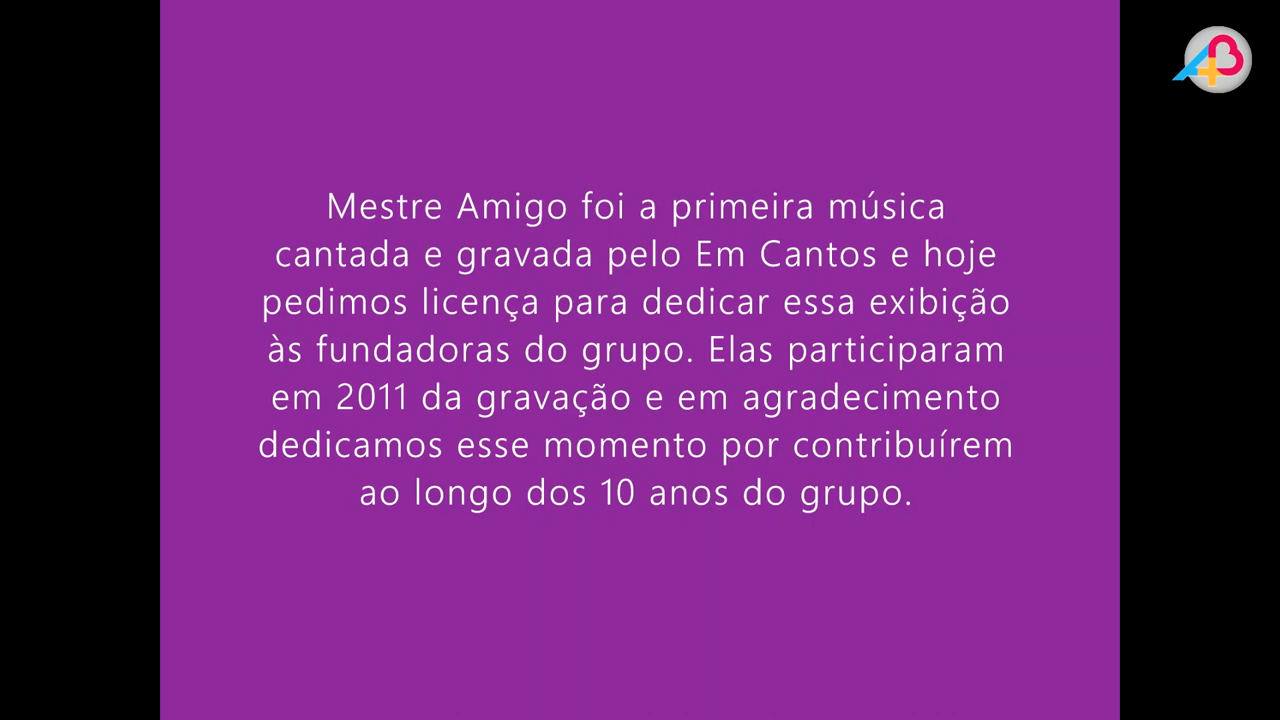 Mestre Amigo foi a primeira música
cantada e gravada pelo Em Cantos e hoje
pedimos licença para dedicar essa exibição
às fundadoras do grupo. Elas participaram
em 2011 da gravação e em agradecimento
dedicamos esse momento por contribuírem
ao longo dos 10 anos do grupo.
A4B